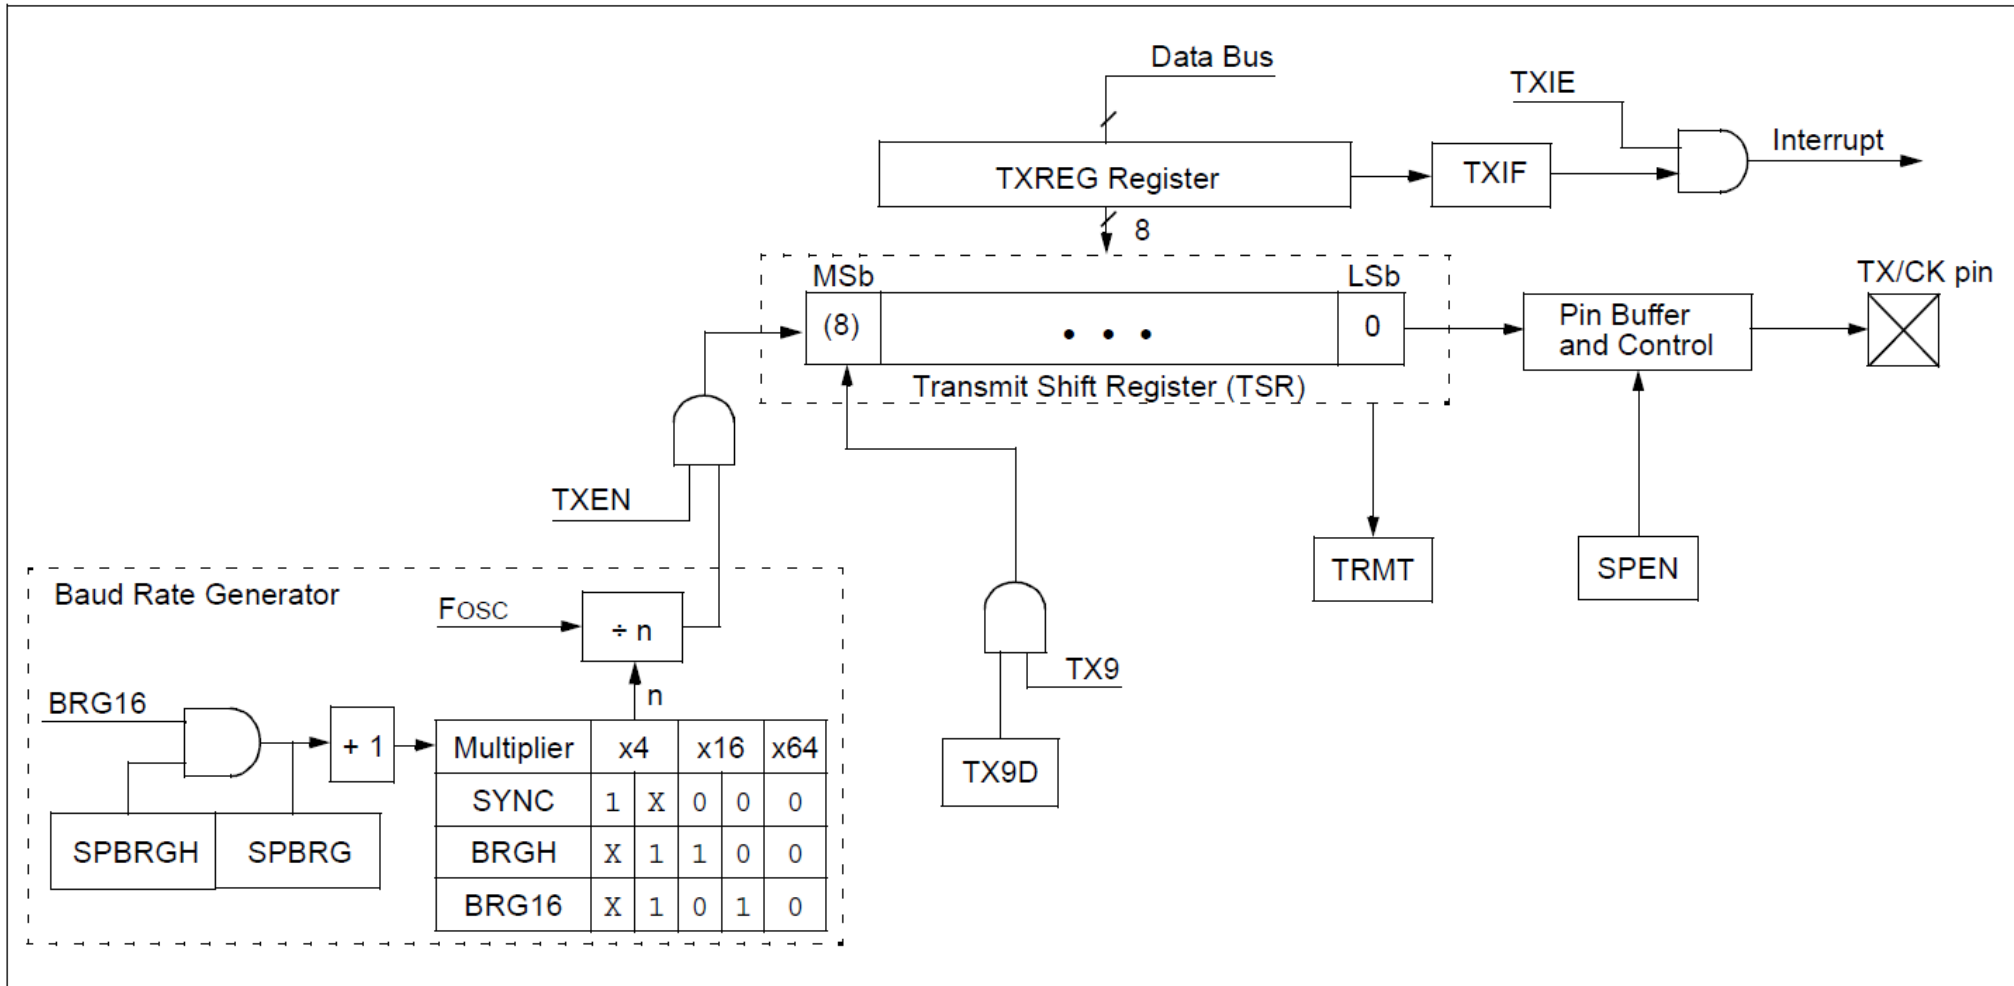 Data Bus
TXIE
Interrupt
TXREG Register
TXIF
8
MSb
LSb
TX/CK pin
(8)
• • •
0
Pin Buffer
and Control
Transmit Shift Register (TSR)
TXEN
TRMT
SPEN
Baud Rate Generator
FOSC
÷ n
TX9
n
BRG16
+ 1
Multiplier x4 x16 x64
TX9D
SYNC 1 X 0 0 0
SPBRGH SPBRG
BRGH X 1 1 0 0
BRG16 X 1 0 1 0